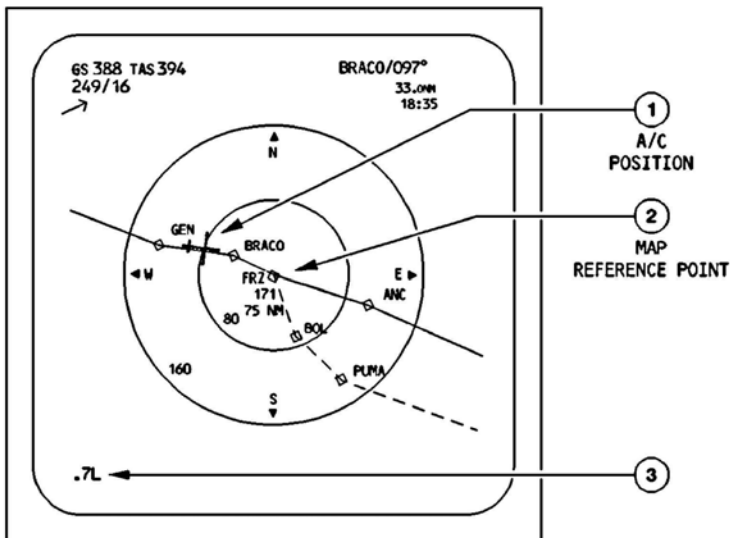 GS 388 TAS 394
249/16
BRACO/097°
33.0NM
18:35
1
A/C
POSITION
2
MAP
REFERENCE POINT
N
GEN
BRACO
W
FRZ
E
171
ANC
75 NM
80
BOL
160
PUMA
S
.7L
3